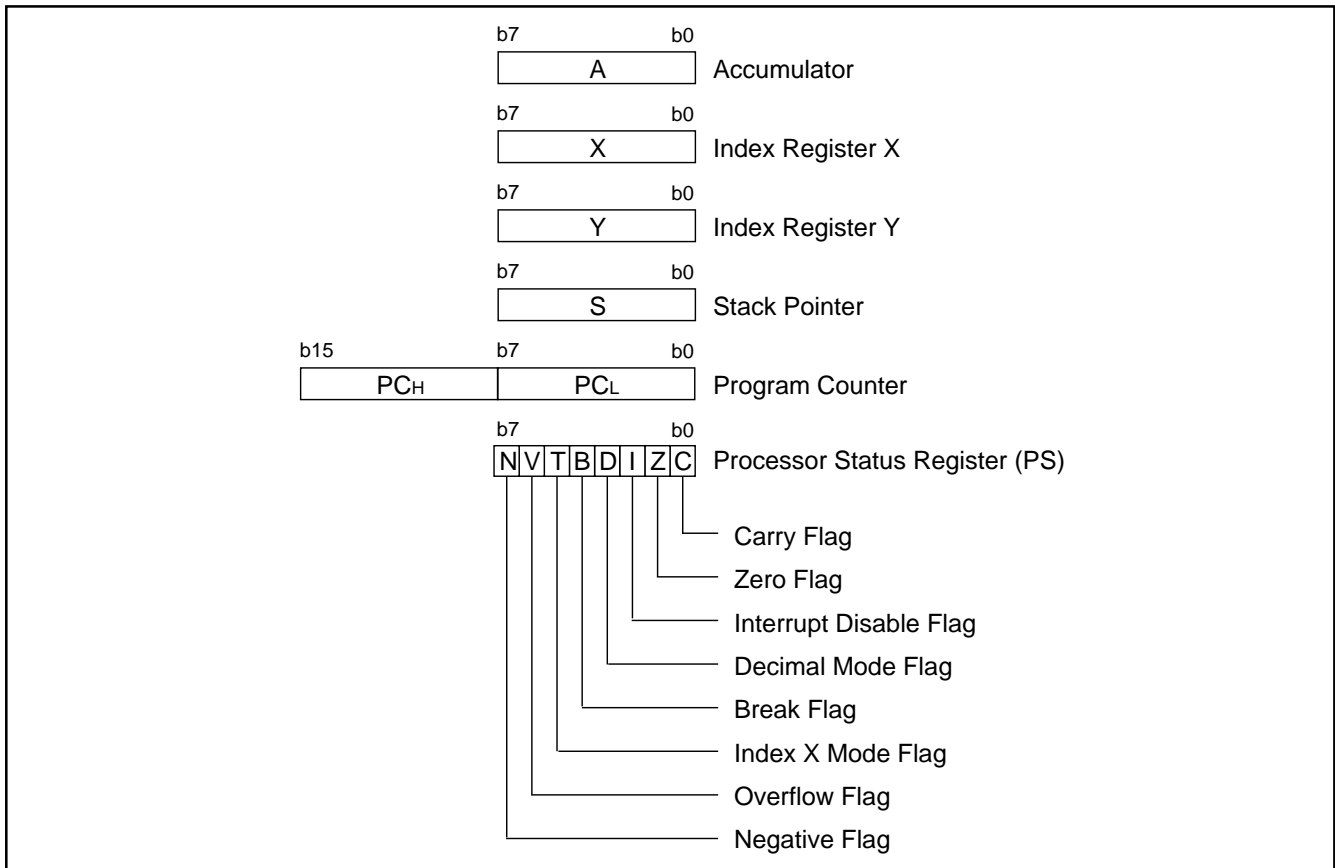 b7 b0
A Accumulator
b7 b0
X Index Register X
b7 b0
Y Index Register Y
b7 b0
S Stack Pointer
b15 b7 b0
PCH PCL Program Counter
b7 b0
N V T B D I Z C Processor Status Register (PS)
Carry Flag
Zero Flag
Interrupt Disable Flag
Decimal Mode Flag
Break Flag
Index X Mode Flag
Overflow Flag
Negative Flag